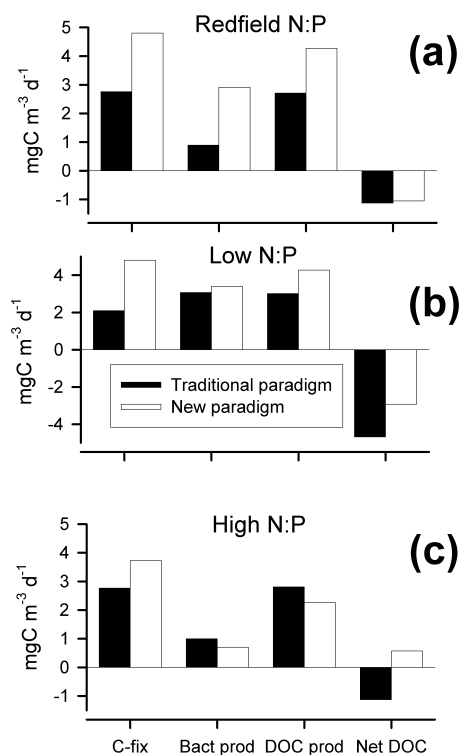 Redfield N:P
(a)
5
4
3
2
1
0
-1
mgC m⁻³ d⁻¹
Low N:P
(b)
4
2
0
-2
-4
mgC m⁻³ d⁻¹
Traditional paradigm
New paradigm
High N:P
(c)
5
4
3
2
1
0
-1
mgC m⁻³ d⁻¹
C-fix Bact prod DOC prod Net DOC